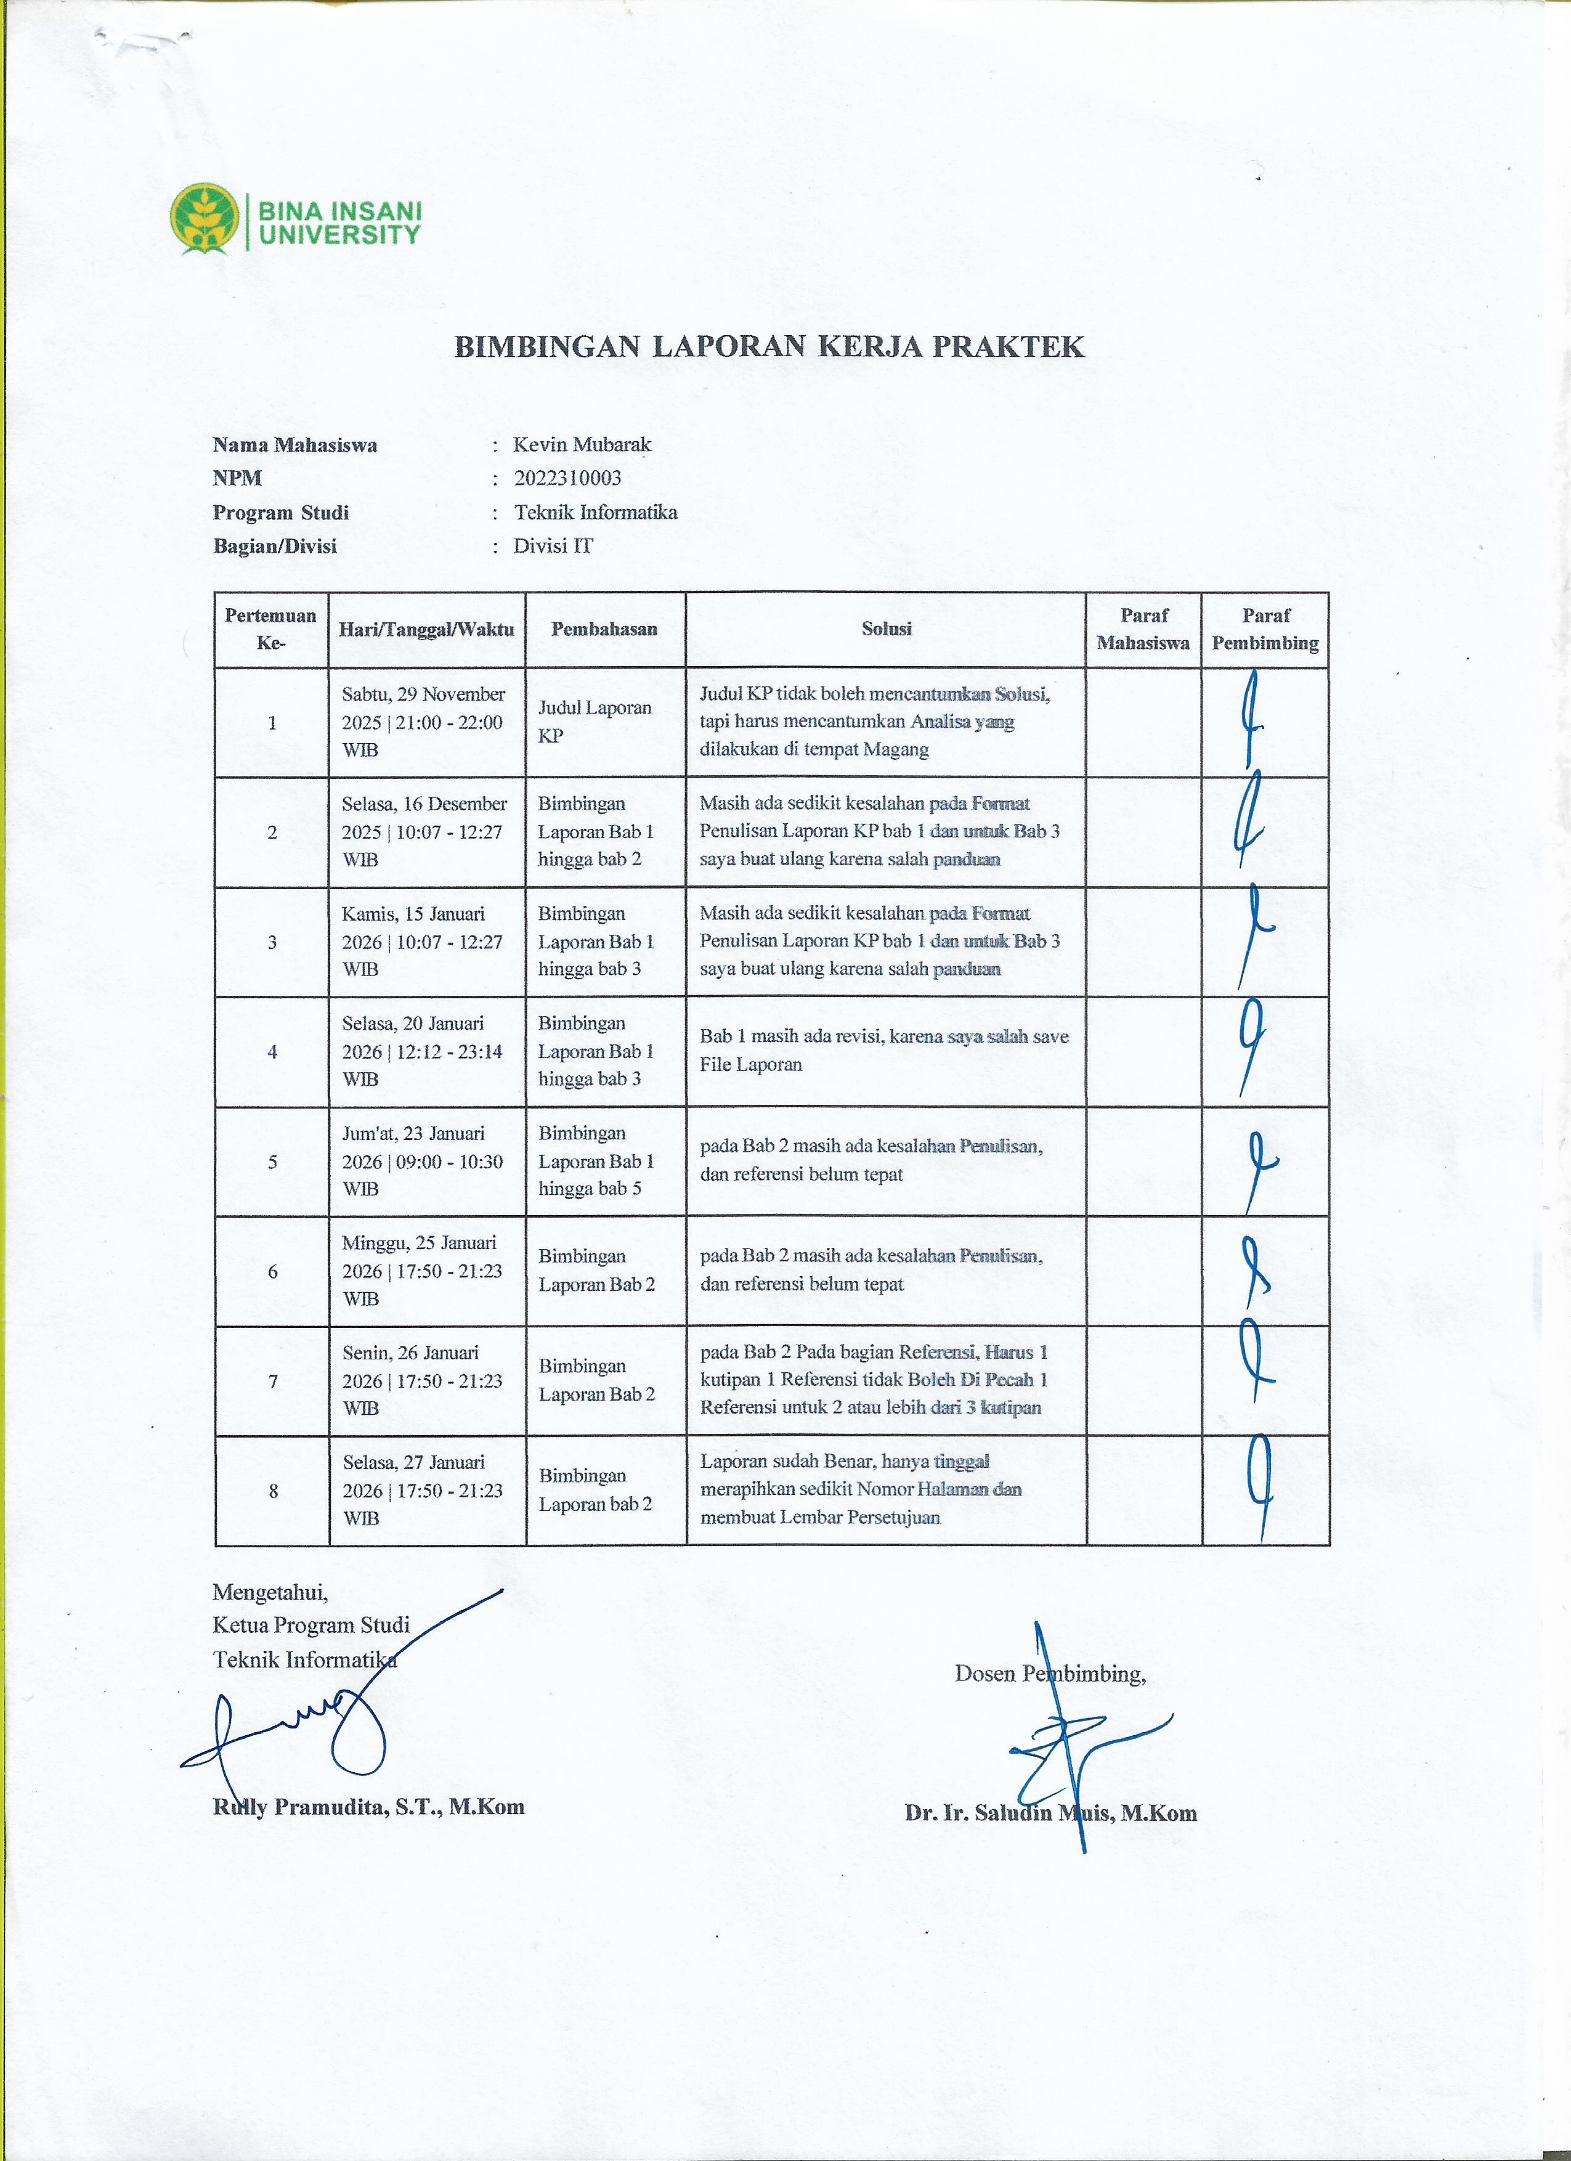 BINA INSANI
UNIVERSITY
BIMBINGAN LAPORAN KERJA PRAKTEK
Nama Mahasiswa : Kevin Mubarak
NPM : 2022310003
Program Studi : Teknik Informatika
Bagian/Divisi : Divisi IT
Pertemuan Ke- Hari/Tanggal/Waktu Pembahasan Solusi Paraf Mahasiswa Paraf Pembimbing
1
Sabtu, 29 November
2025 | 21:00 - 22:00
WIB
Judul Laporan
KP
Judul KP tidak boleh mencantumkan Solusi,
tapi harus mencantumkan Analisa yang
dilakukan di tempat Magang
2
Selasa, 16 Desember
2025 | 10:07 - 12:27
WIB
Bimbingan
Laporan Bab 1
hingga bab 2
Masih ada sedikit kesalahan pada Format
Penulisan Laporan KP bab 1 dan untuk Bab 3
saya buat ulang karena salah panduan
3
Kamis, 15 Januari
2026 | 10:07 - 12:27
WIB
Bimbingan
Laporan Bab 1
hingga bab 3
Masih ada sedikit kesalahan pada Format
Penulisan Laporan KP bab 1 dan untuk Bab 3
saya buat ulang karena salah panduan
4
Selasa, 20 Januari
2026 | 12:12 - 23:14
WIB
Bimbingan
Laporan Bab 1
hingga bab 3
Bab 1 masih ada revisi, karena saya salah save
File Laporan
5
Jum'at, 23 Januari
2026 | 09:00 - 10:30
WIB
Bimbingan
Laporan Bab 1
hingga bab 5
pada Bab 2 masih ada kesalahan Penulisan,
dan referensi belum tepat
6
Minggu, 25 Januari
2026 | 17:50 - 21:23
WIB
Bimbingan
Laporan Bab 2
pada Bab 2 masih ada kesalahan Penulisan,
dan referensi belum tepat
7
Senin, 26 Januari
2026 | 17:50 - 21:23
WIB
Bimbingan
Laporan Bab 2
pada Bab 2 Pada bagian Referensi, Harus 1
kutipan 1 Referensi tidak Boleh Di Pecah 1
Referensi untuk 2 atau lebih dari 3 kutipan
8
Selasa, 27 Januari
2026 | 17:50 - 21:23
WIB
Bimbingan
Laporan bab 2
Laporan sudah Benar, hanya tinggal
merapihkan sedikit Nomor Halaman dan
membuat Lembar Persetujuan
Mengetahui,
Ketua Program Studi
Teknik Informatika
Dosen Pembimbing,
Rully Pramudita, S.T., M.Kom
Dr. Ir. Saludin Muis, M.Kom